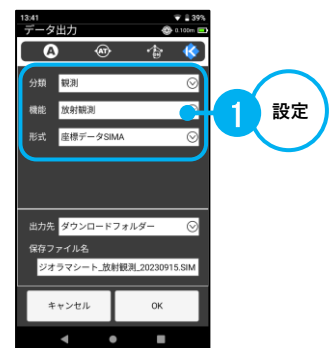 13:41 39%
データ出力 0.100m
A AT
分類 観測
機能 放射観測
形式 座標データSIMA
1 設定
出力先 ダウンロードフォルダー
保存ファイル名
ジオラマシート_放射観測_20230915.SIM
キャンセル OK